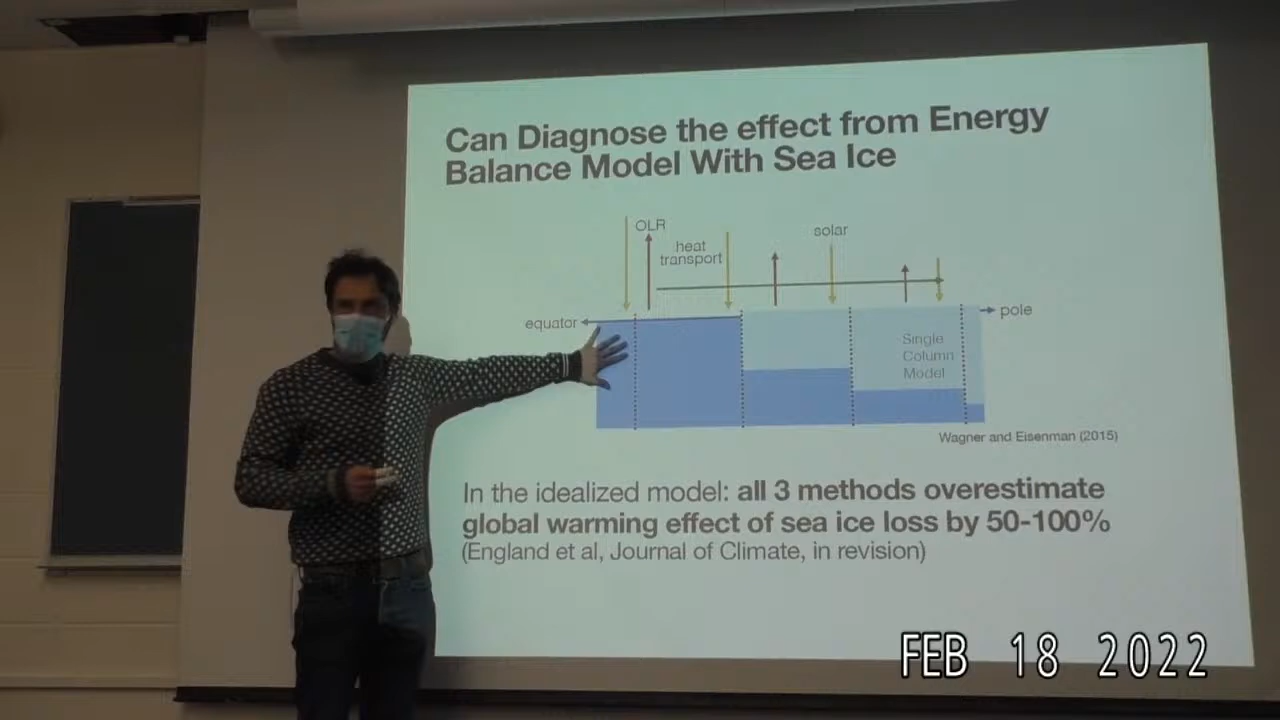 Can Diagnose the effect from Energy
Balance Model With Sea Ice
OLR
heat
transport
solar
equator
pole
Single
Column
Model
Wagner and Eisenman (2015)
In the idealized model: all 3 methods overestimate
global warming effect of sea ice loss by 50-100%
(England et al, Journal of Climate, in revision)
FEB 18 2022